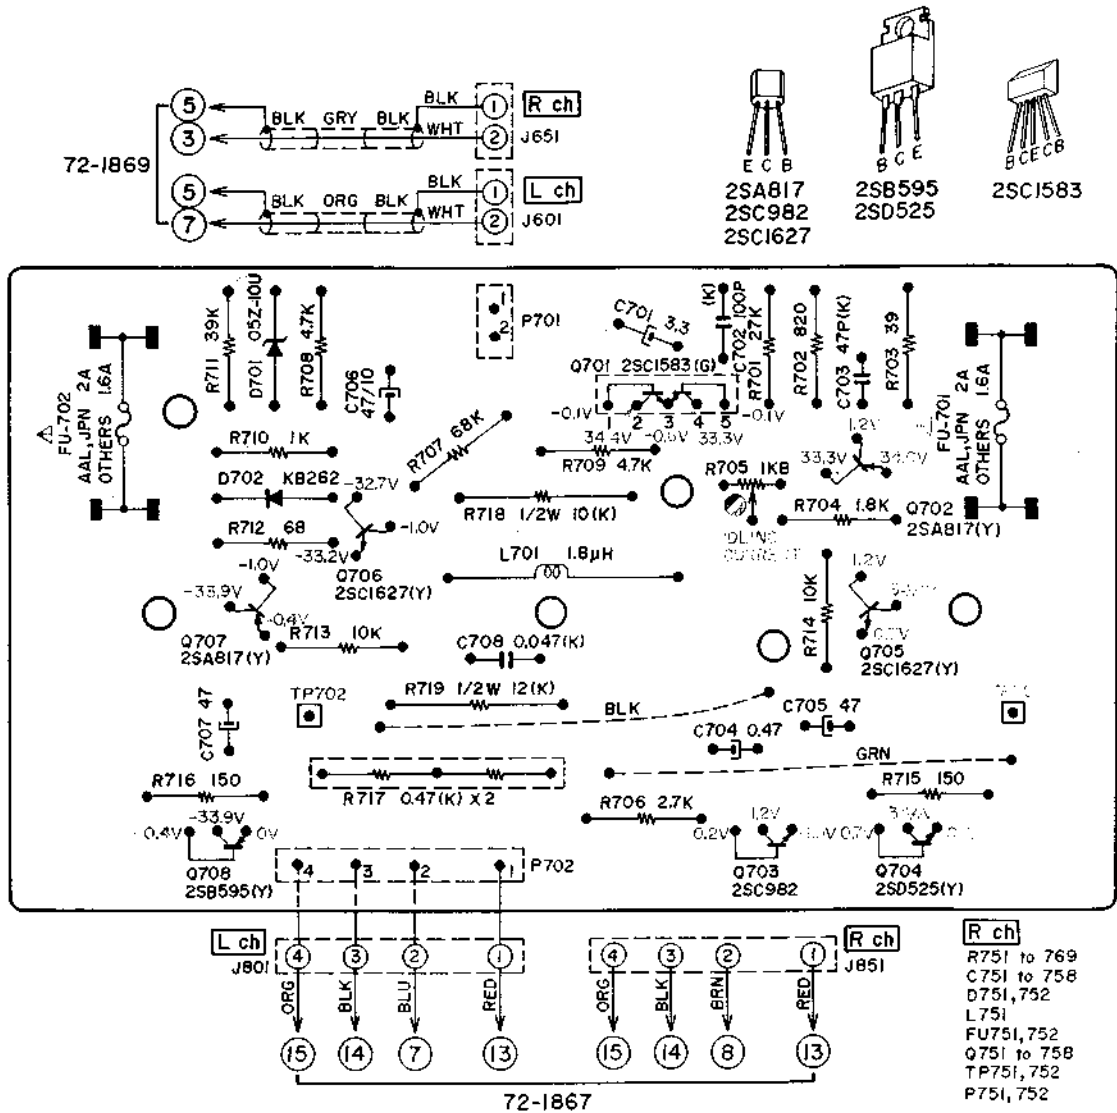 5
3
BLK GRY BLK
BLK
WHT
1
2
R ch
J651
72-1869
5
7
BLK ORG BLK
BLK
WHT
1
2
L ch
J601
E C B
2SA817
2SC982
2SC1627
B C E
2SB595
2SD525
B C E C B
2SC1583
⚠ FU-702
AAL,JPN 2A
OTHERS 1.6A
R711 39K
D701 05Z-10U
R708 4.7K
C706
47/10
1
2
P701
C701 3.3
(K)
C702 100P
R701 27K
R702 820
C703 47P(K)
R703 39
FU-701
AAL,JPN 2A
OTHERS 1.6A
Q701 2SC1583(G)
-0.1V
1 2 3 4 5
-0.1V
34.4V
33.3V
R710 1K
R707 68K
R709 4.7K
R705 1KB
1.2V
33.3V
D702 KB262
-32.7V
R718 1/2W 10(K)
R704 1.8K
Q702
2SA817(Y)
R712 68
-1.0V
-33.2V
Q706
2SC1627(Y)
L701 1.8μH
-1.0V
-33.9V
-0.4V
Q707
2SA817(Y)
R713 10K
C708 0.047(K)
R714 10K
1.2V
Q705
2SC1627(Y)
TP702
R719 1/2W 12(K)
BLK
C707 47
C705 47
C704 0.47
GRN
R716 150
R717 0.47(K) X 2
R706 2.7K
R715 150
-0.4V
-33.9V
0V
Q708
2SB595(Y)
4 3 2 1
P702
0.2V
1.2V
Q703
2SC982
0.7V
Q704
2SD525(Y)
L ch
J801
4 3 2 1
ORG BLK BLU RED
15 14 7 13
4 3 2 1
R ch
J851
ORG BLK BRN RED
15 14 8 13
72-1867
R ch
R751 to 769
C751 to 758
D751,752
L751
FU751,752
Q751 to 758
TP751,752
P751,752